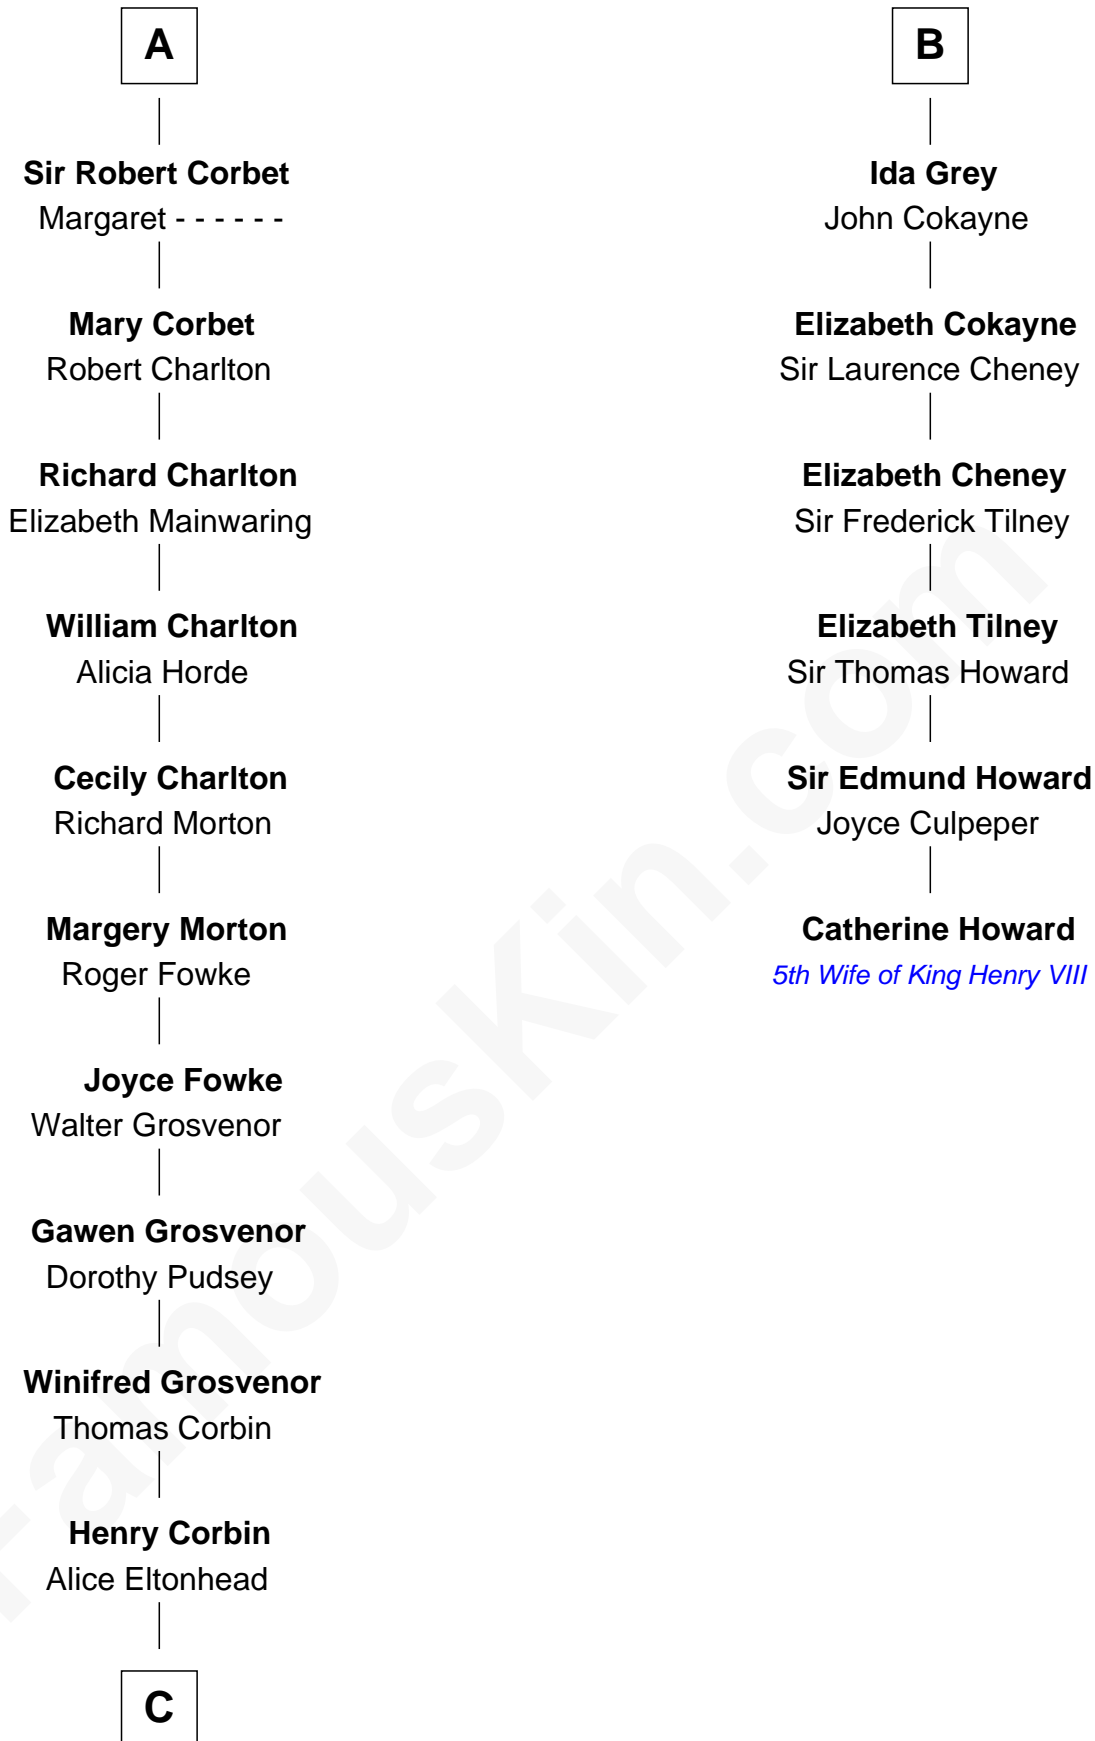 A
Sir Robert Corbet
Margaret - - - - - -
Mary Corbet
Robert Charlton
Richard Charlton
Elizabeth Mainwaring
William Charlton
Alicia Horde
Cecily Charlton
Richard Morton
Margery Morton
Roger Fowke
Joyce Fowke
Walter Grosvenor
Gawen Grosvenor
Dorothy Pudsey
Winifred Grosvenor
Thomas Corbin
Henry Corbin
Alice Eltonhead
C
B
Ida Grey
John Cokayne
Elizabeth Cokayne
Sir Laurence Cheney
Elizabeth Cheney
Sir Frederick Tilney
Elizabeth Tilney
Sir Thomas Howard
Sir Edmund Howard
Joyce Culpeper
Catherine Howard
5th Wife of King Henry VIII
FamousKin.com